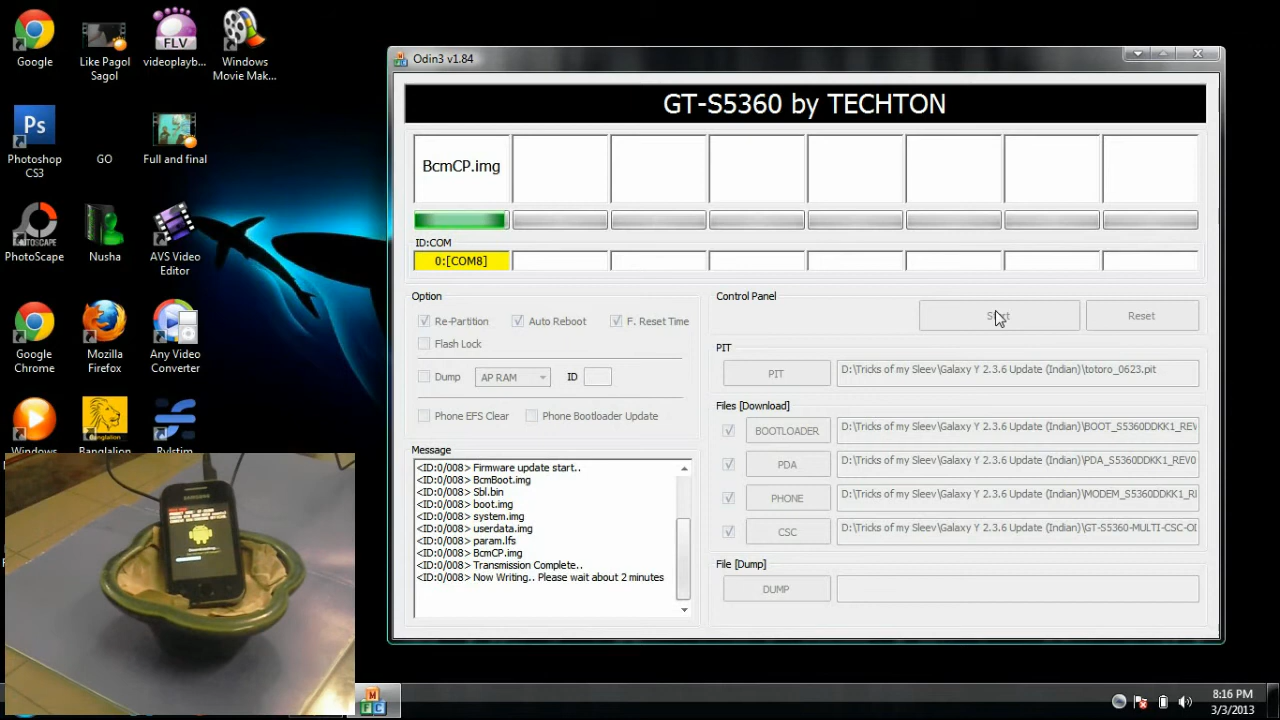 Google
Like Pagol
Sagol
FLV
videoplayb...
Windows
Movie Mak...
Ps
Photoshop
CS3
GO
Full and final
AUTOSCAPE
PhotoScape
Nusha
AVS Video
Editor
Google
Chrome
Mozilla
Firefox
Any Video
Converter
Windows
Banglalion
Banglalion
Rylstim
SAMSUNG
Downloading...
Odin3 v1.84
GT-S5360 by TECHTON
BcmCP.img
ID:COM
0:[COM8]
Option
Re-Partition
Auto Reboot
F. Reset Time
Flash Lock
Dump
AP RAM
ID
Phone EFS Clear
Phone Bootloader Update
Message
<ID:0/008> Firmware update start..
<ID:0/008> BcmBoot.img
<ID:0/008> Sbl.bin
<ID:0/008> boot.img
<ID:0/008> system.img
<ID:0/008> userdata.img
<ID:0/008> param.lfs
<ID:0/008> BcmCP.img
<ID:0/008> Transmission Complete..
<ID:0/008> Now Writing.. Please wait about 2 minutes
Control Panel
Start
Reset
PIT
PIT
D:\Tricks of my Sleev\Galaxy Y 2.3.6 Update (Indian)\totoro_0623.pit
Files [Download]
BOOTLOADER
D:\Tricks of my Sleev\Galaxy Y 2.3.6 Update (Indian)\BOOT_S5360DDKK1_REV
PDA
D:\Tricks of my Sleev\Galaxy Y 2.3.6 Update (Indian)\PDA_S5360DDKK1_REV0
PHONE
D:\Tricks of my Sleev\Galaxy Y 2.3.6 Update (Indian)\MODEM_S5360DDKK1_R
CSC
D:\Tricks of my Sleev\Galaxy Y 2.3.6 Update (Indian)\GT-S5360-MULTI-CSC-O
File [Dump]
DUMP
M
F C
8:16 PM
3/3/2013